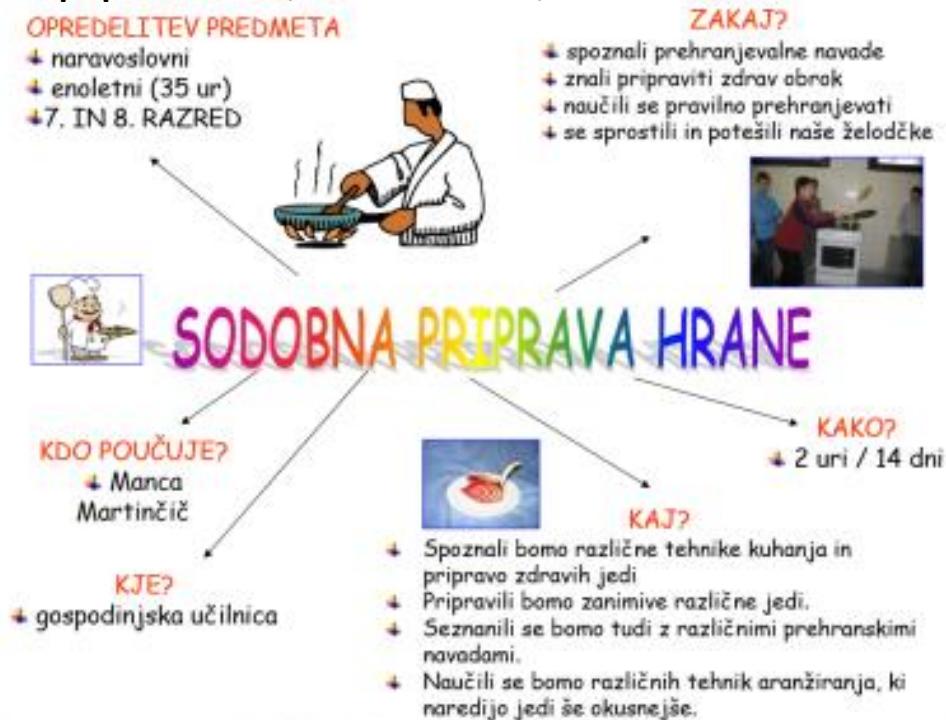 OPREDELITEV PREDMETA
naravoslovni
enoletni (35 ur)
7. IN 8. RAZRED
ZAKAJ?
spoznali prehranjevalne navade
znali pripraviti zdrav obrok
naučili se pravilno prehranjevati
se sprostili in potešili naše želodčke
SODOBNA PRIPRAVA HRANE
KDO POUČUJE?
Manca
Martinčič
KJE?
gospodinjska učilnica
KAKO?
2 uri / 14 dni
KAJ?
Spoznali bomo različne tehnike kuhanja in
pripravo zdravih jedi
Pripravili bomo zanimive različne jedi.
Seznanili se bomo tudi z različnimi prehranskimi
navadami.
Naučili se bomo različnih tehnik aranžiranja, ki
naredijo jedi še okusnejše.